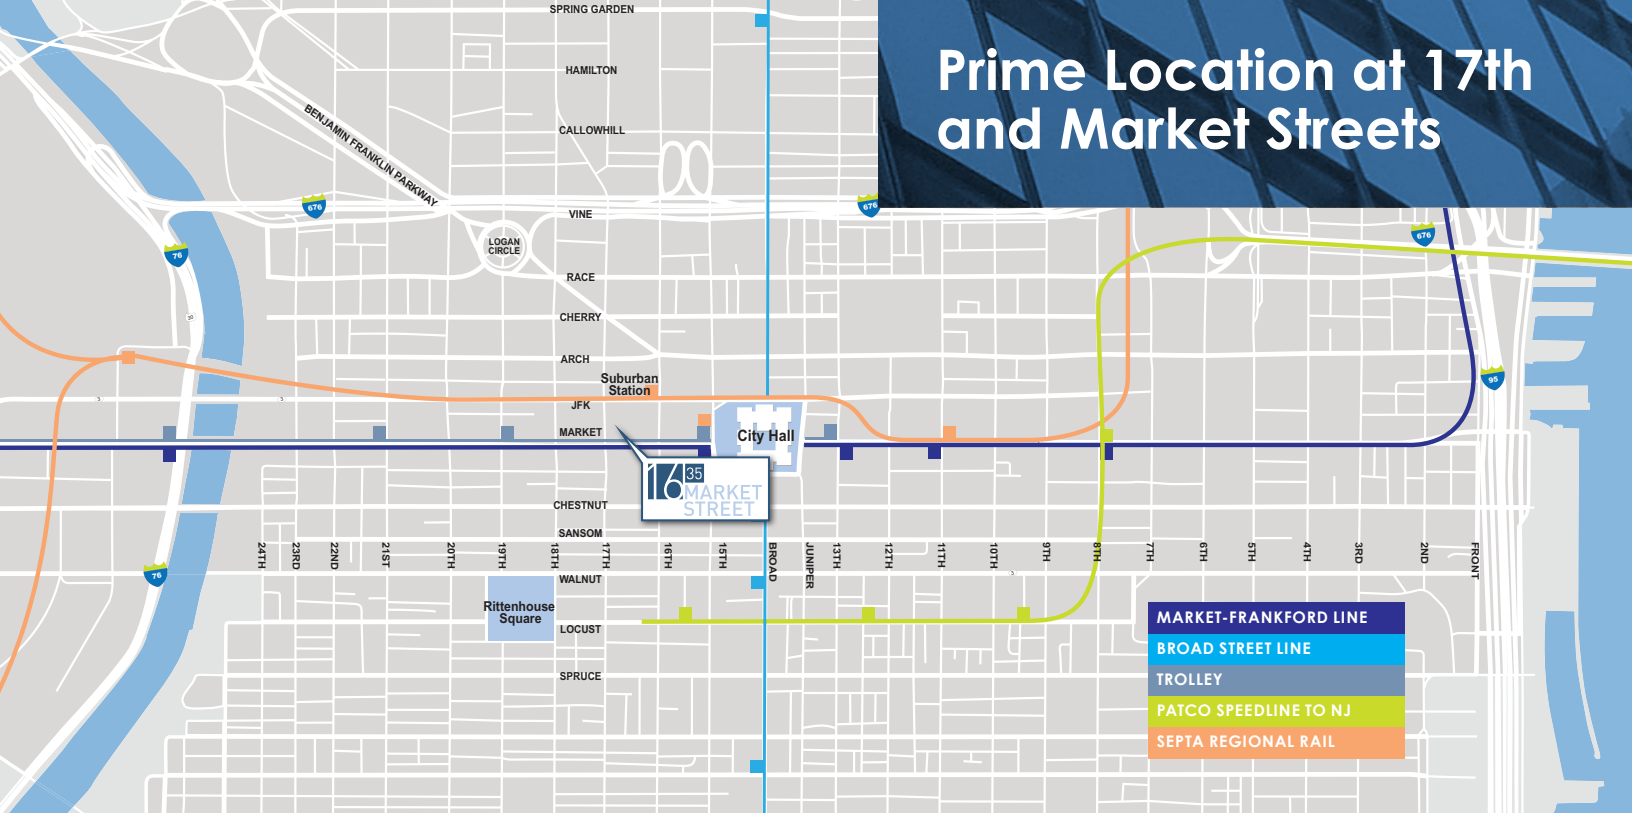 Prime Location at 17th
and Market Streets
SPRING GARDEN
HAMILTON
CALLOWHILL
BENJAMIN FRANKLIN PARKWAY
676
676
VINE
676
76
LOGAN
CIRCLE
RACE
CHERRY
ARCH
Suburban
Station
95
3
3
JFK
MARKET
City Hall
1635
MARKET
STREET
CHESTNUT
SANSOM
24TH
23RD
22ND
21ST
20TH
19TH
18TH
17TH
16TH
15TH
BROAD
JUNIPER
13TH
12TH
11TH
10TH
9TH
8TH
7TH
6TH
5TH
4TH
3RD
2ND
FRONT
76
WALNUT
3
Rittenhouse
Square
LOCUST
SPRUCE
MARKET-FRANKFORD LINE
BROAD STREET LINE
TROLLEY
PATCO SPEEDLINE TO NJ
SEPTA REGIONAL RAIL